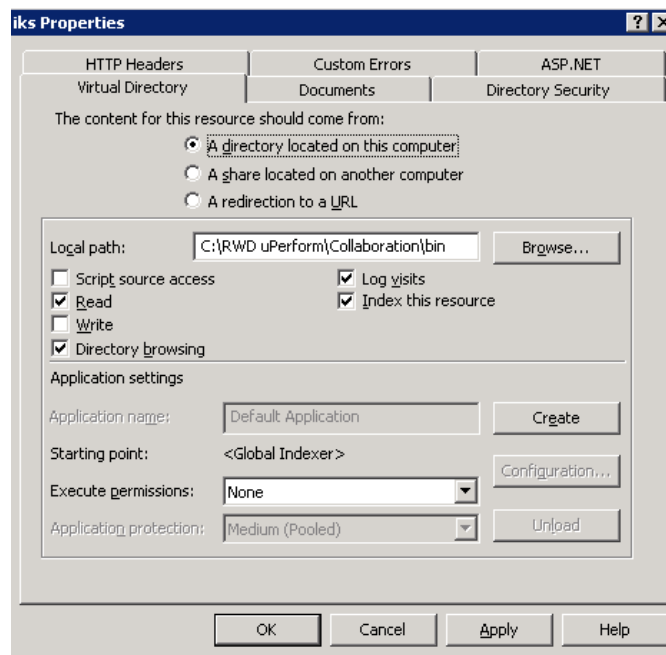 iks Properties
HTTP Headers Custom Errors ASP.NET
Virtual Directory Documents Directory Security
The content for this resource should come from:
A directory located on this computer
A share located on another computer
A redirection to a URL
Local path: C:\RWD uPerform\Collaboration\bin Browse...
Script source access Log visits
Read Index this resource
Write
Directory browsing
Application settings
Application name: Default Application Create
Starting point: <Global Indexer>
Configuration...
Execute permissions: None
Application protection: Medium (Pooled) Unload
OK Cancel Apply Help